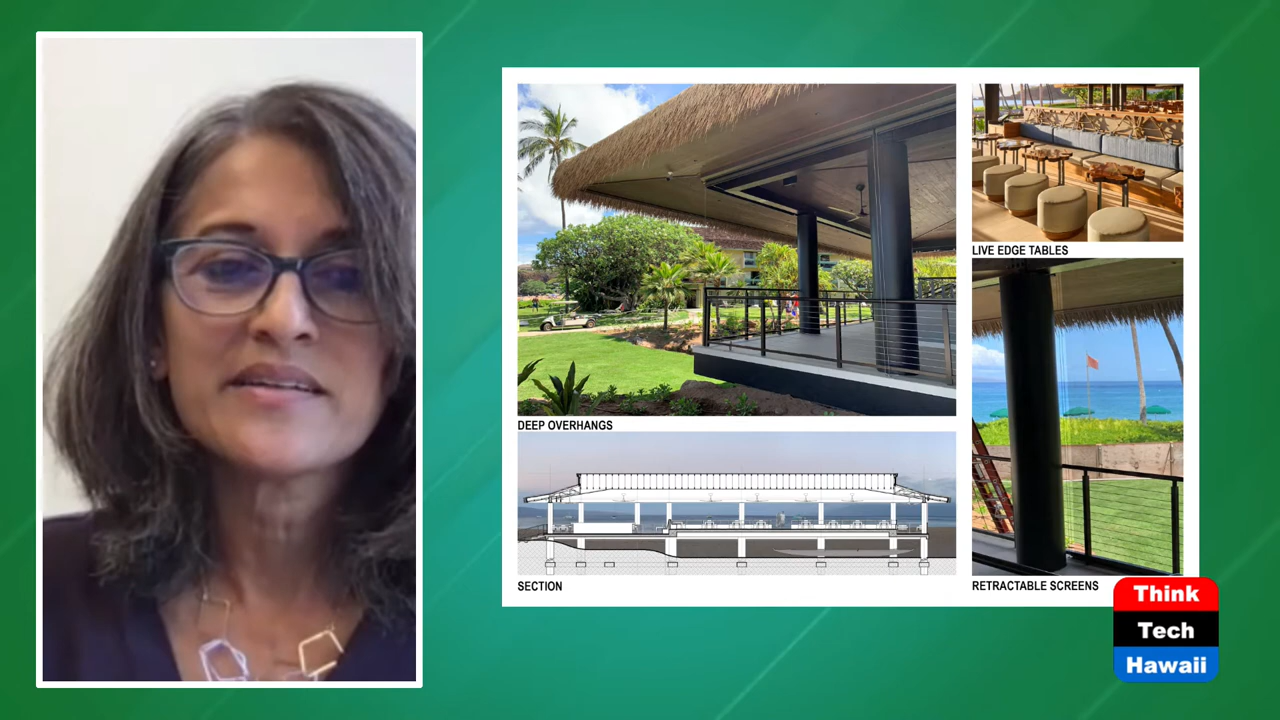 LIVE EDGE TABLES
DEEP OVERHANGS
SECTION
RETRACTABLE SCREENS
Think
Tech
Hawaii